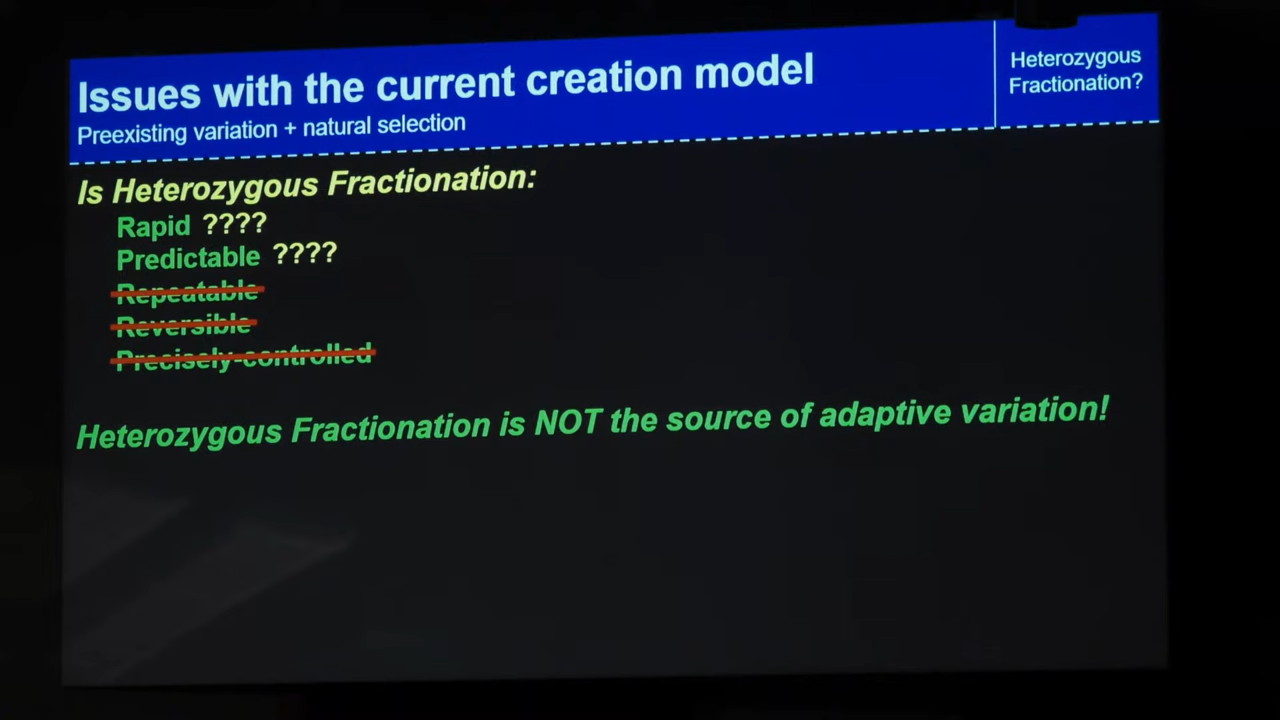 Issues with the current creation model
Preexisting variation + natural selection
Heterozygous
Fractionation?
Is Heterozygous Fractionation:
Rapid ????
Predictable ????
Repeatable
Reversible
Precisely-controlled
Heterozygous Fractionation is NOT the source of adaptive variation!